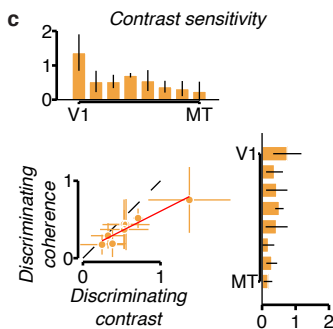 c
Contrast sensitivity
2
1
0
V1
MT
1
0
0
1
Discriminating
coherence
Discriminating
contrast
V1
MT
0
1
2